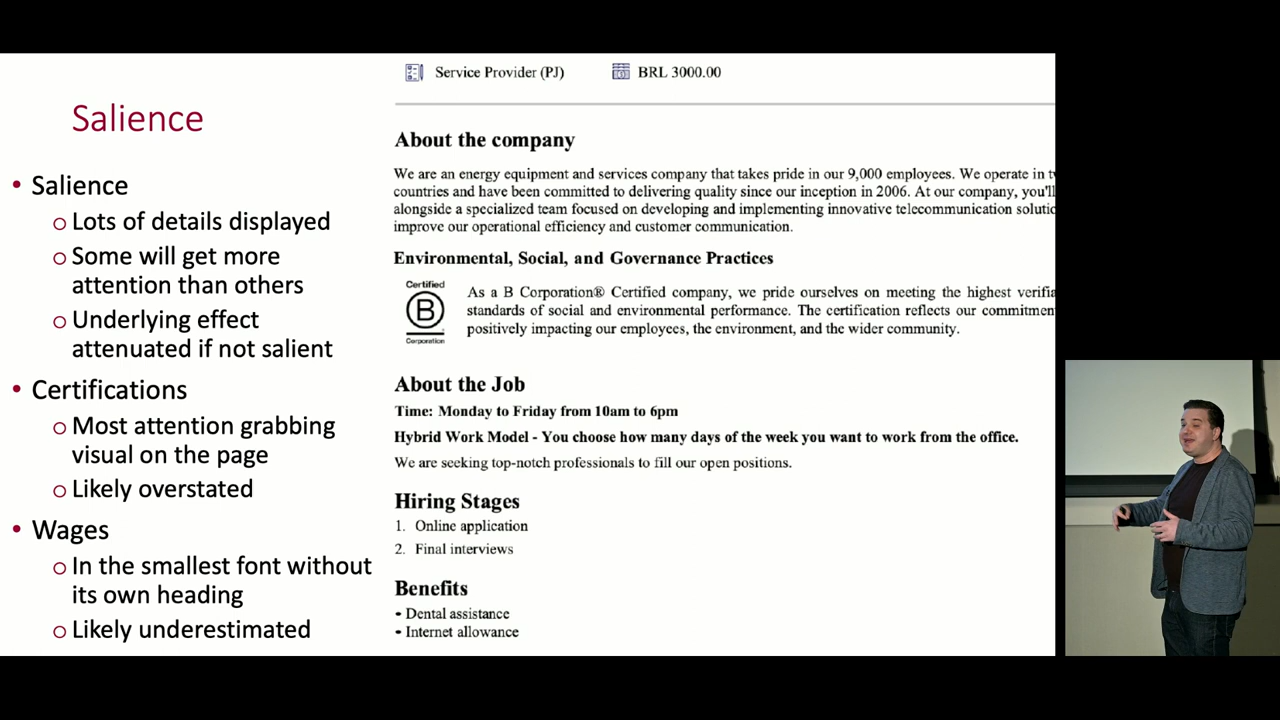 Salience
• Salience
o Lots of details displayed
o Some will get more
attention than others
o Underlying effect
attenuated if not salient
• Certifications
o Most attention grabbing
visual on the page
o Likely overstated
• Wages
o In the smallest font without
its own heading
o Likely underestimated
Service Provider (PJ) BRL 3000.00
About the company
We are an energy equipment and services company that takes pride in our 9,000 employees. We operate in
countries and have been committed to delivering quality since our inception in 2006. At our company, you'll
alongside a specialized team focused on developing and implementing innovative telecommunication
improve our operational efficiency and customer communication.
Environmental, Social, and Governance Practices
Certified
B
Corporation
As a B Corporation® Certified company, we pride ourselves on meeting the highest
standards of social and environmental performance. The certification reflects our
positively impacting our employees, the environment, and the wider community.
About the Job
Time: Monday to Friday from 10am to 6pm
Hybrid Work Model - You choose how many days of the week you want to work from the office.
We are seeking top-notch professionals to fill our open positions.
Hiring Stages
1. Online application
2. Final interviews
Benefits
• Dental assistance
• Internet allowance